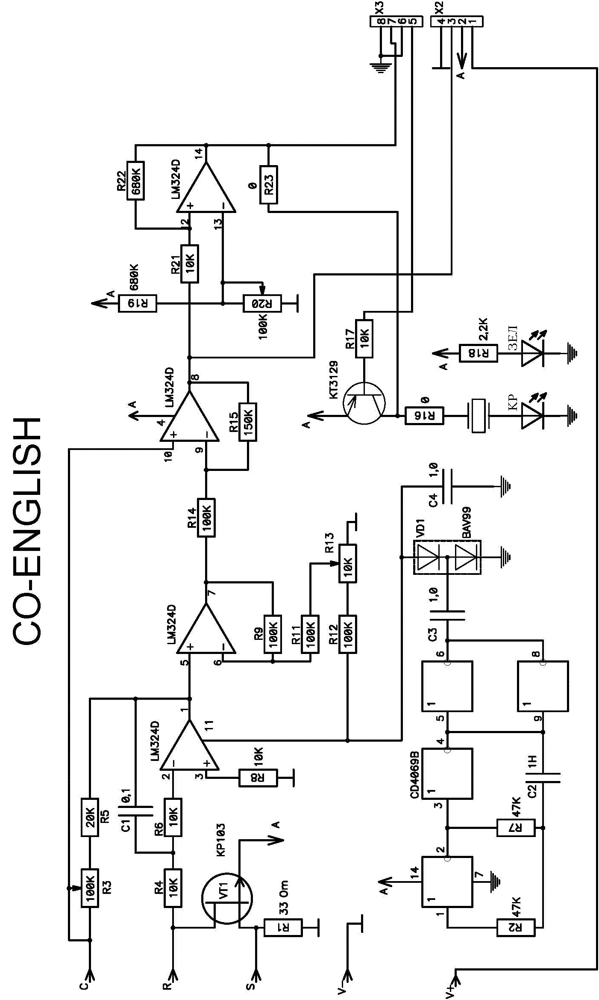 CO-ENGLISH
C
R
S
V-
V+
100K
R3
20K
R5
C1
0,1
R4
10K
R6
10K
KP103
VT1
A
R1
33 Om
LM324D
2
3
1
11
R8
10K
LM324D
5
6
7
R9
100K
R11
100K
R12
100K
R13
10K
R14
100K
LM324D
10
9
4
8
A
R15
150K
A
R19
680K
R20
100K
R21
10K
R22
680K
LM324D
12
13
14
0
R23
X3
8
7
6
5
X2
4
3
2
1
A
KT3129
R17
10K
A
R16
0
КР
A
R18
2,2K
ЗЕЛ
C4
1,0
VD1
BAV99
C3
1,0
A
14
1
1
2
7
R2
47K
R7
47K
CD4069B
3
1
4
C2
1H
5
1
6
9
1
8